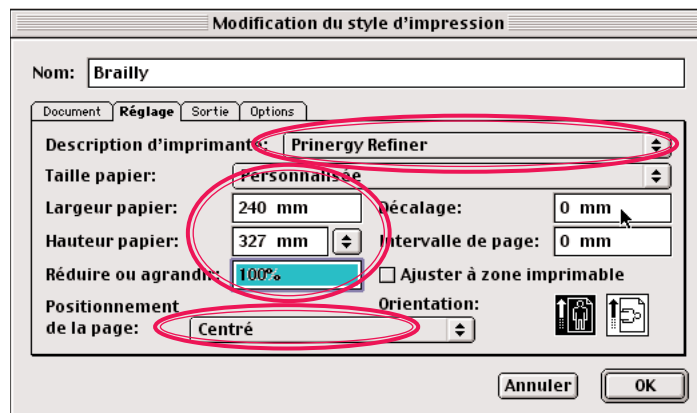 Modification du style d'impression
Nom: Brailly
Document Réglage Sortie Options
Description d'imprimante: Prinergy Refiner
Taille papier: Personnalisée
Largeur papier: 240 mm Décalage: 0 mm
Hauteur papier: 327 mm Intervalle de page: 0 mm
Réduire ou agrandir: 100% Ajuster à zone imprimable
Positionnement Orientation:
de la page: Centré
Annuler OK